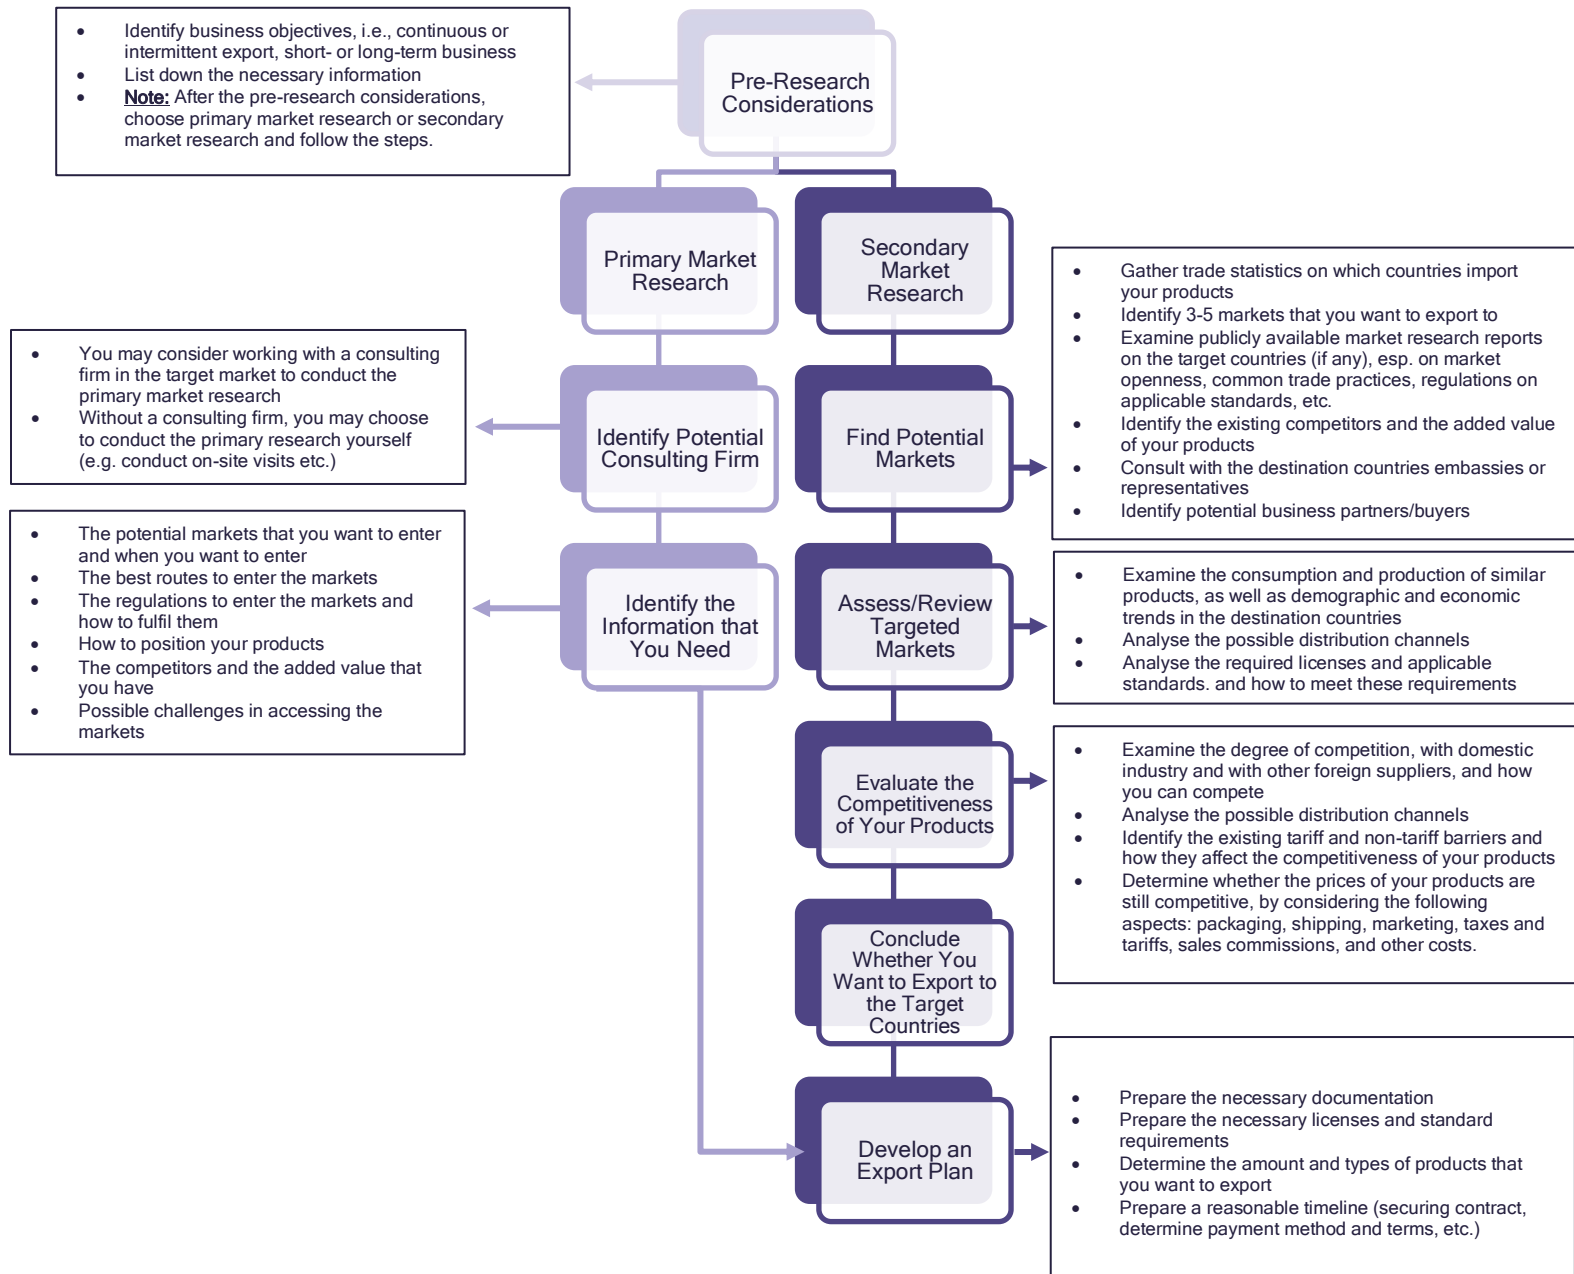 • Identify business objectives, i.e., continuous or
intermittent export, short- or long-term business
• List down the necessary information
• Note: After the pre-research considerations,
choose primary market research or secondary
market research and follow the steps.
Pre-Research
Considerations
Primary Market
Research
Secondary
Market
Research
• You may consider working with a consulting
firm in the target market to conduct the
primary market research
• Without a consulting firm, you may choose
to conduct the primary research yourself
(e.g. conduct on-site visits etc.)
Identify Potential
Consulting Firm
Find Potential
Markets
• Gather trade statistics on which countries import
your products
• Identify 3-5 markets that you want to export to
• Examine publicly available market research reports
on the target countries (if any), esp. on market
openness, common trade practices, regulations on
applicable standards, etc.
• Identify the existing competitors and the added value
of your products
• Consult with the destination countries embassies or
representatives
• Identify potential business partners/buyers
• The potential markets that you want to enter
and when you want to enter
• The best routes to enter the markets
• The regulations to enter the markets and
how to fulfil them
• How to position your products
• The competitors and the added value that
you have
• Possible challenges in accessing the
markets
Identify the
Information that
You Need
Assess/Review
Targeted
Markets
• Examine the consumption and production of similar
products, as well as demographic and economic
trends in the destination countries
• Analyse the possible distribution channels
• Analyse the required licenses and applicable
standards. and how to meet these requirements
Evaluate the
Competitiveness
of Your Products
• Examine the degree of competition, with domestic
industry and with other foreign suppliers, and how
you can compete
• Analyse the possible distribution channels
• Identify the existing tariff and non-tariff barriers and
how they affect the competitiveness of your products
• Determine whether the prices of your products are
still competitive, by considering the following
aspects: packaging, shipping, marketing, taxes and
tariffs, sales commissions, and other costs.
Conclude
Whether You
Want to Export to
the Target
Countries
Develop an
Export Plan
• Prepare the necessary documentation
• Prepare the necessary licenses and standard
requirements
• Determine the amount and types of products that
you want to export
• Prepare a reasonable timeline (securing contract,
determine payment method and terms, etc.)